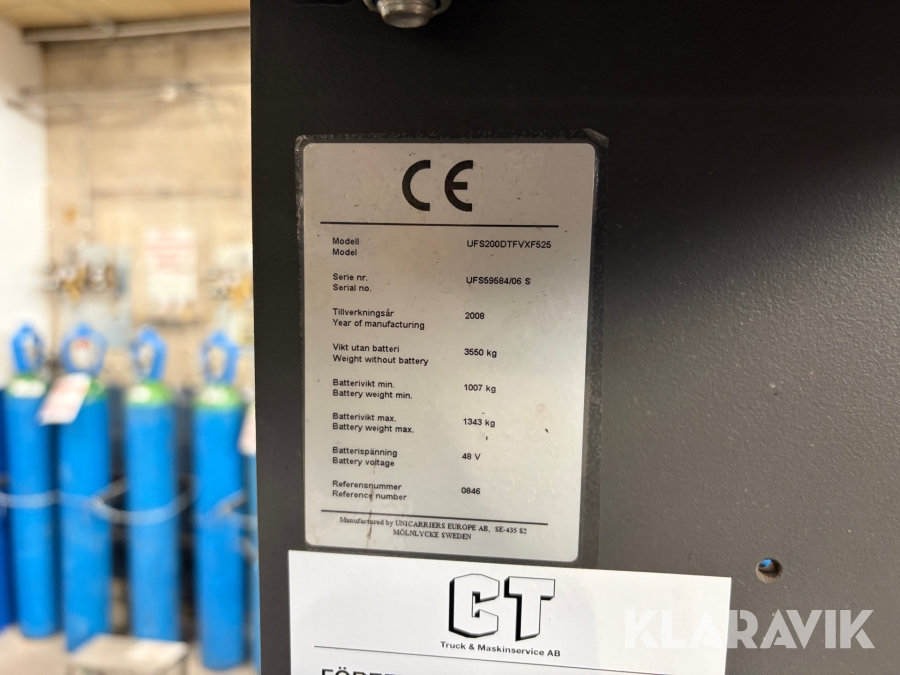 CE
Modell UFS200DTFVXF525
Model
Serie nr. UFS59584/06 S
Serial no.
Tillverkningsår 2008
Year of manufacturing
Vikt utan batteri 3550 kg
Weight without battery
Batterivikt min. 1007 kg
Battery weight min.
Batterivikt max. 1343 kg
Battery weight max.
Batterispänning 48 V
Battery voltage
Referensnummer 0846
Reference number
Manufactured by UNICARRIERS EUROPE AB, SE-435 82
MÖLNLYCKE SWEDEN
CT
Truck & Maskinservice AB
KLARAVIK